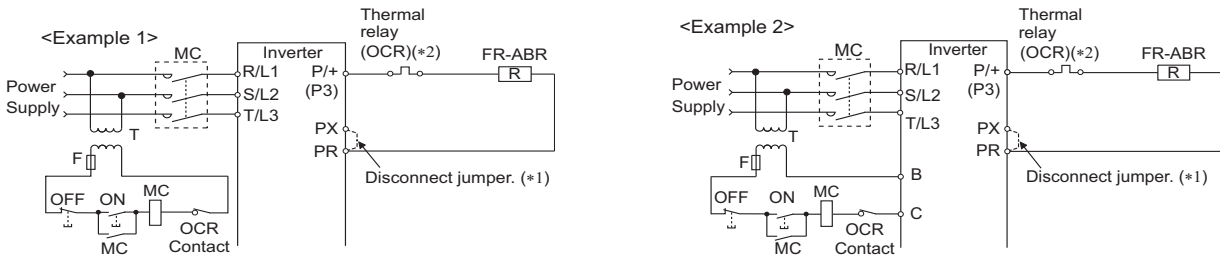 <Example 1>
Power
Supply
MC
Inverter
R/L1
S/L2
T/L3
P/+
(P3)
PX
PR
Thermal
relay
(OCR)(*2)
FR-ABR
R
Disconnect jumper. (*1)
T
F
OFF
ON
MC
MC
OCR
Contact
<Example 2>
Power
Supply
MC
Inverter
R/L1
S/L2
T/L3
P/+
(P3)
PX
PR
Thermal
relay
(OCR)(*2)
FR-ABR
R
Disconnect jumper. (*1)
T
F
B
C
OFF
ON
MC
MC
OCR
Contact